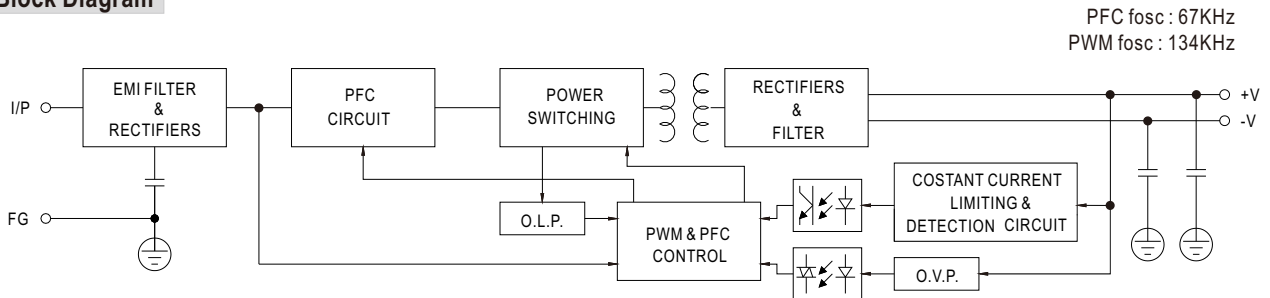 Block Diagram
PFC fosc : 67KHz
PWM fosc : 134KHz
I/P
EMI FILTER
&
RECTIFIERS
PFC
CIRCUIT
POWER
SWITCHING
RECTIFIERS
&
FILTER
+V
-V
FG
O.L.P.
PWM & PFC
CONTROL
COSTANT CURRENT
LIMITING &
DETECTION CIRCUIT
O.V.P.